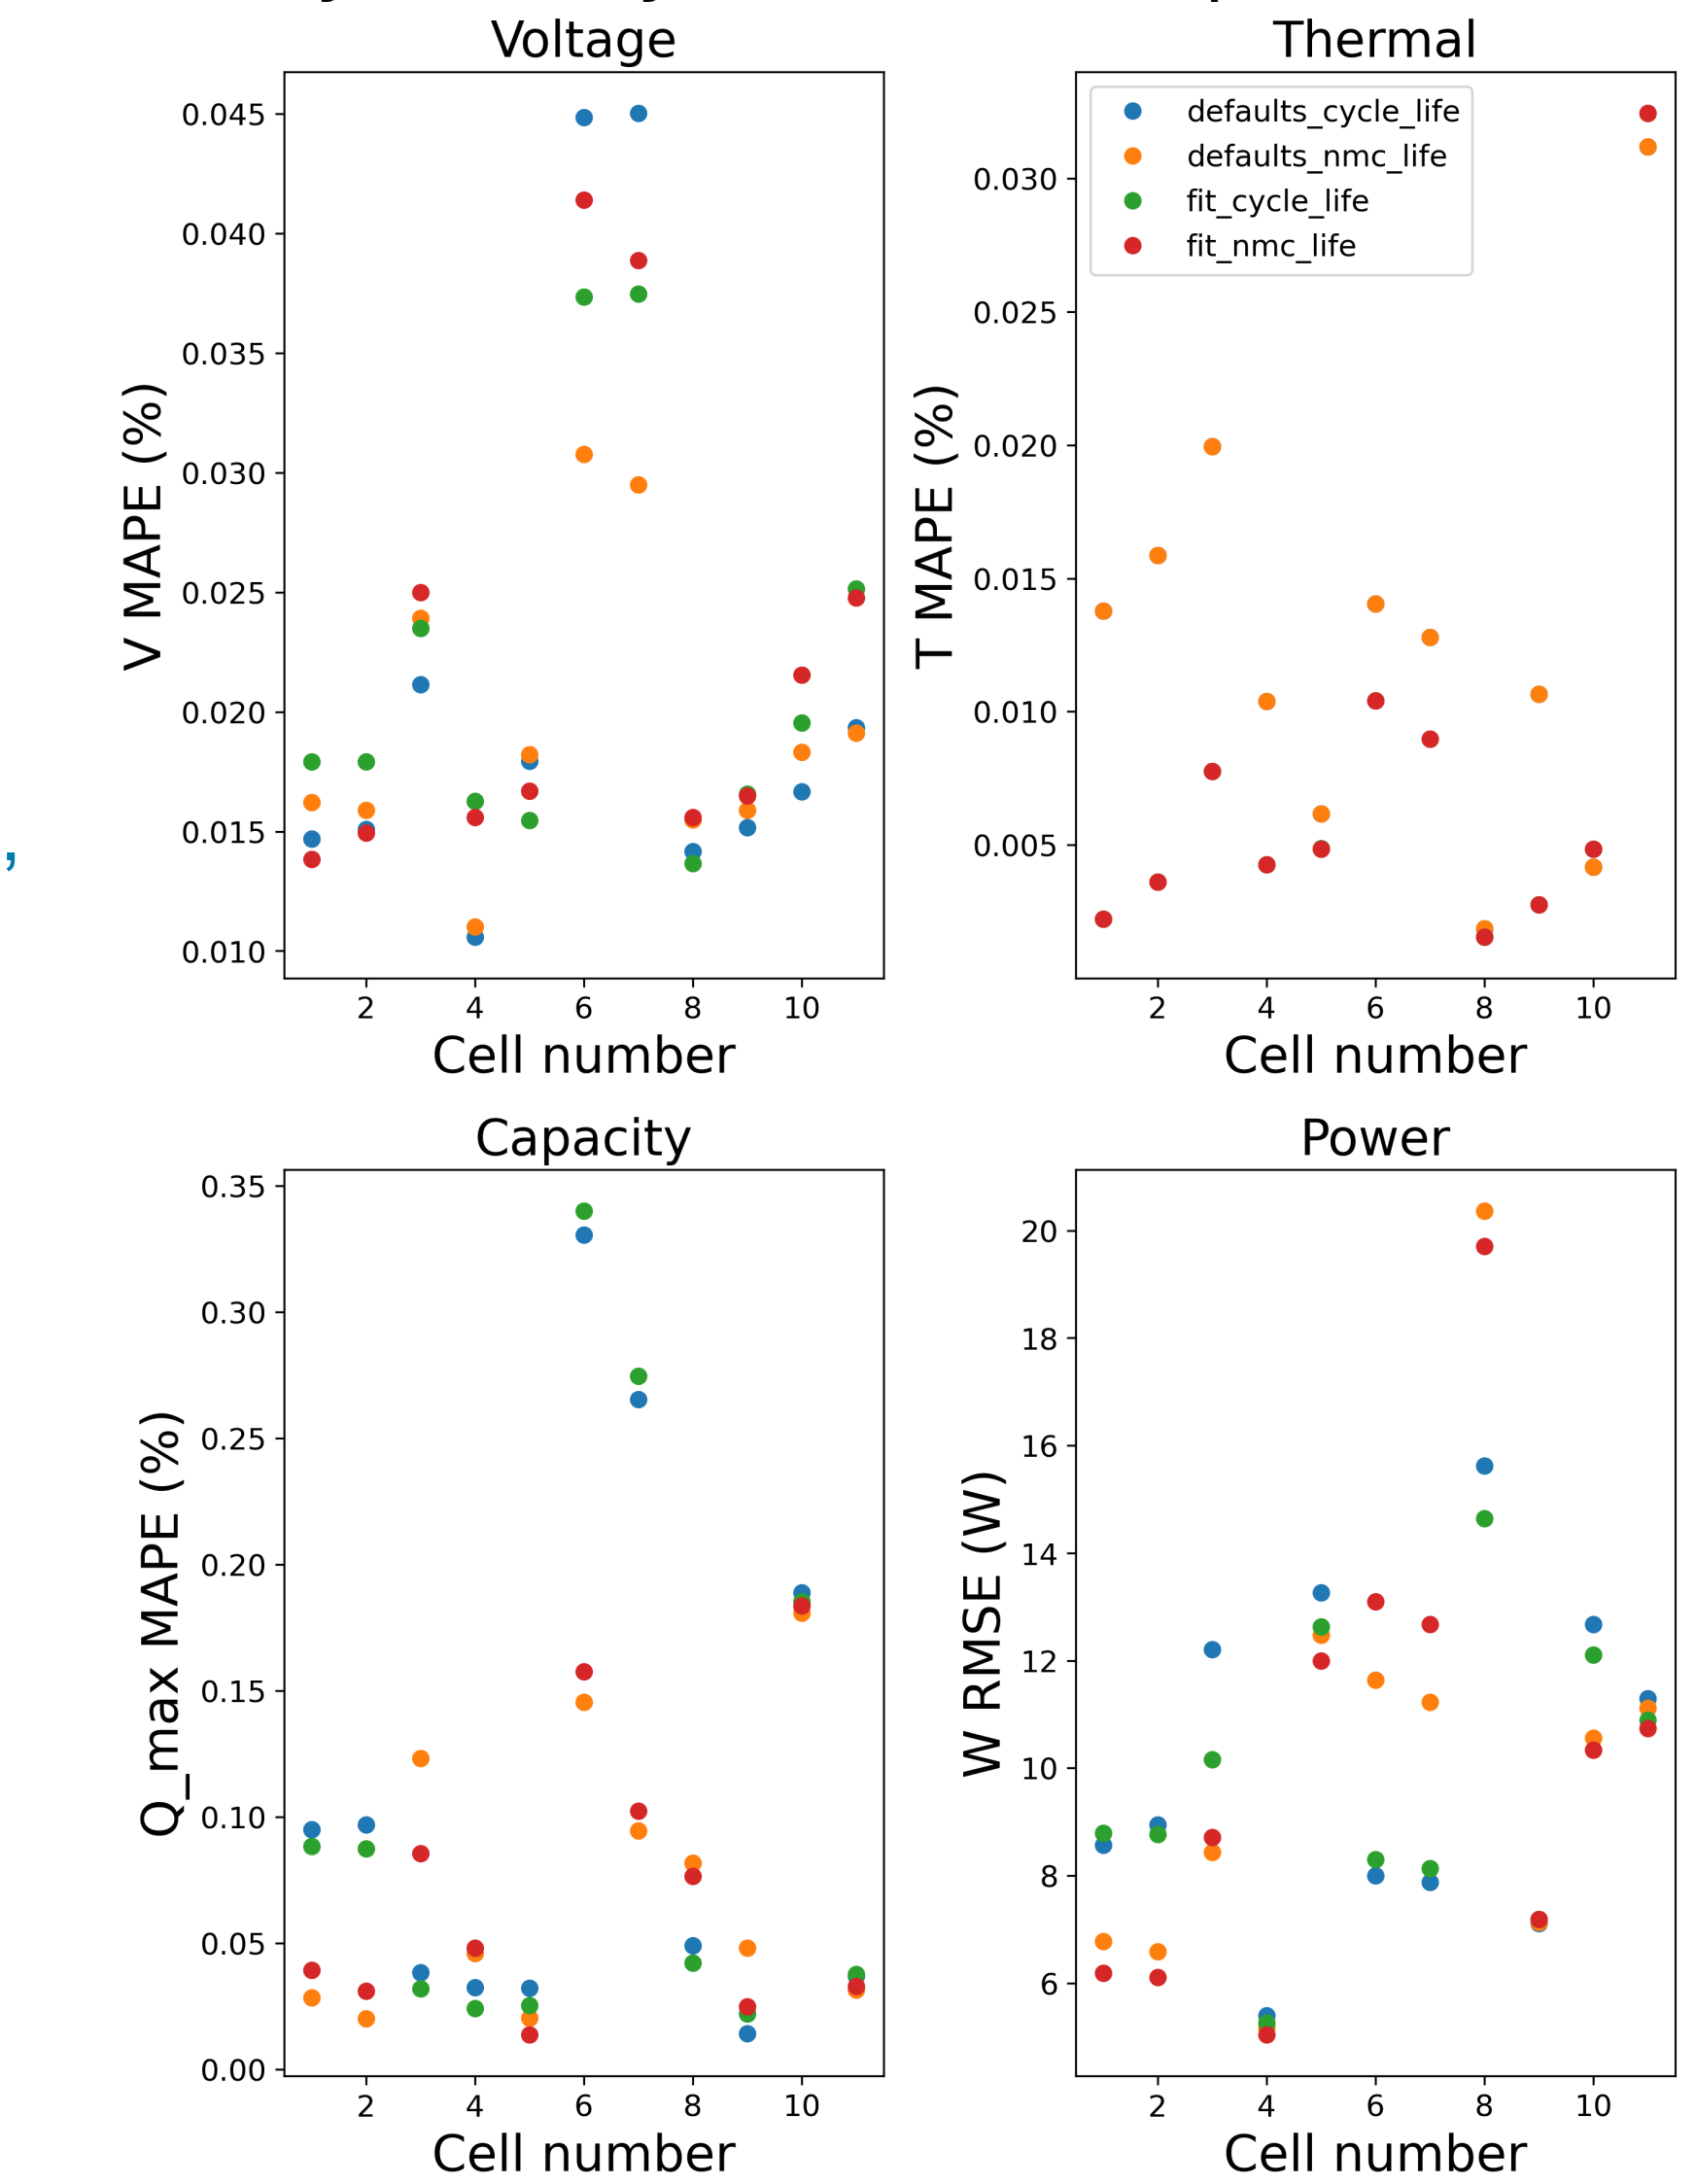 Voltage
0.045
0.040
0.035
0.030
0.025
0.020
0.015
0.010
V MAPE (%)
2 4 6 8 10
Cell number
Thermal
defaults_cycle_life
defaults_nmc_life
fit_cycle_life
fit_nmc_life
0.030
0.025
0.020
0.015
0.010
0.005
T MAPE (%)
2 4 6 8 10
Cell number
,
Capacity
0.35
0.30
0.25
0.20
0.15
0.10
0.05
0.00
Q_max MAPE (%)
2 4 6 8 10
Cell number
Power
20
18
16
14
12
10
8
6
W RMSE (W)
2 4 6 8 10
Cell number